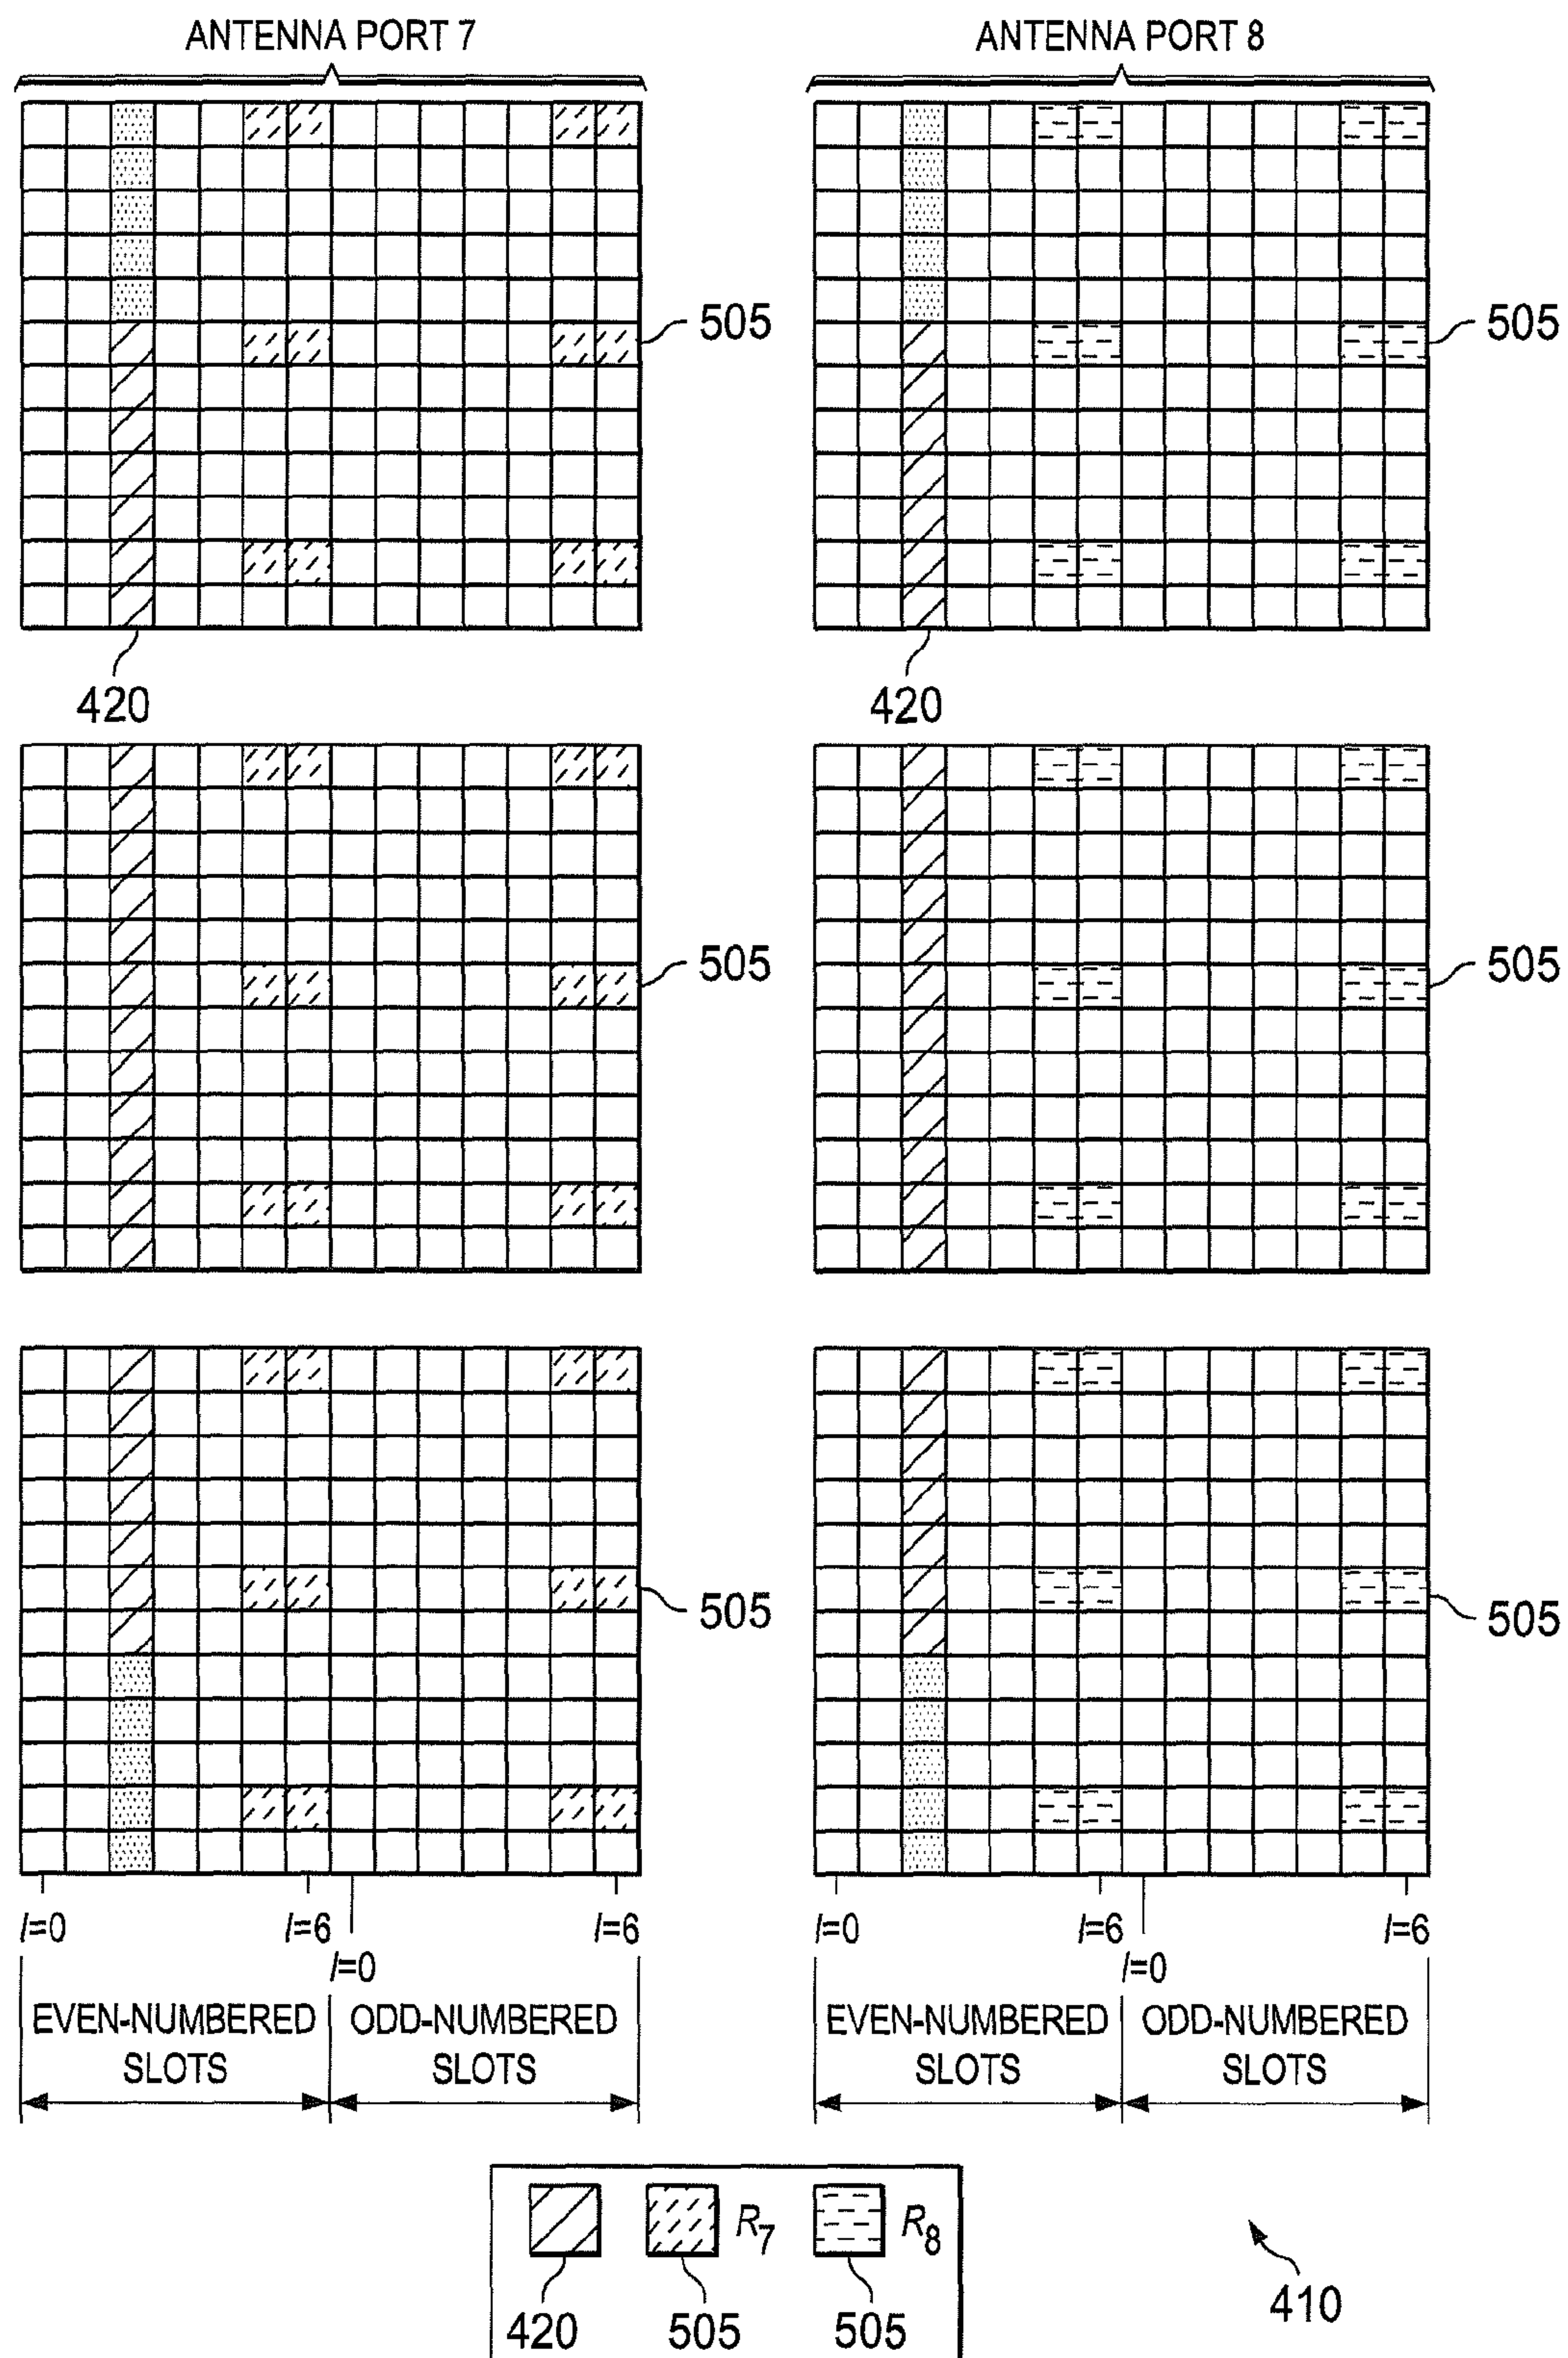 ANTENNA PORT 7
ANTENNA PORT 8
505
505
420
420
505
505
505
505
l=0
l=6
l=0
l=6
l=0
l=6
l=0
l=6
EVEN-NUMBERED
SLOTS
ODD-NUMBERED
SLOTS
EVEN-NUMBERED
SLOTS
ODD-NUMBERED
SLOTS
R7
R8
420
505
505
410